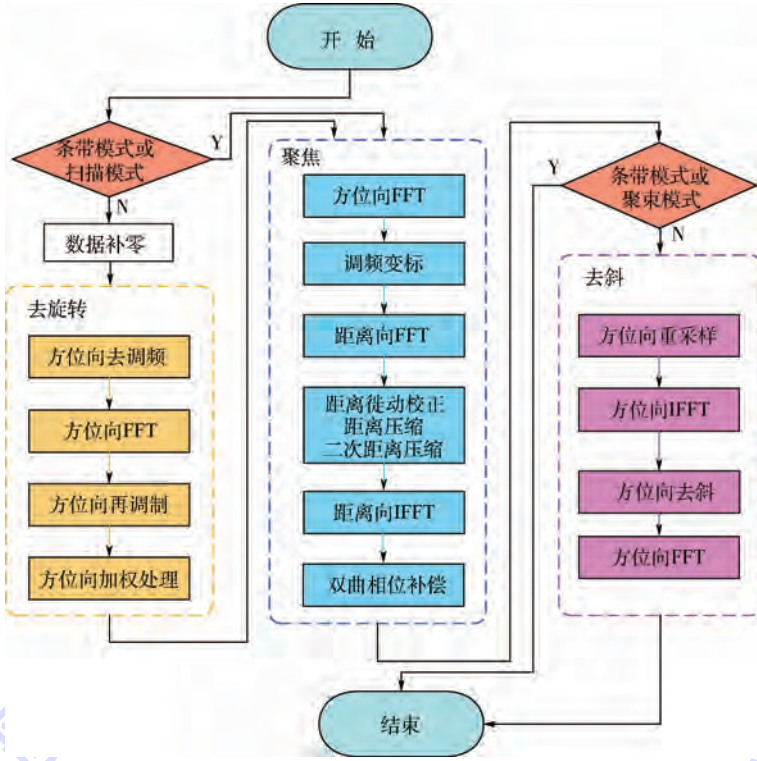 开 始
条带模式或
扫描模式
Y
N
数据补零
去旋转
方位向去调频
方位向FFT
方位向再调制
方位向加权处理
聚焦
方位向FFT
调频变标
距离向FFT
距离徙动校正
距离压缩
二次距离压缩
距离向IFFT
双曲相位补偿
条带模式或
聚束模式
Y
N
去斜
方位向重采样
方位向IFFT
方位向去斜
方位向FFT
结束